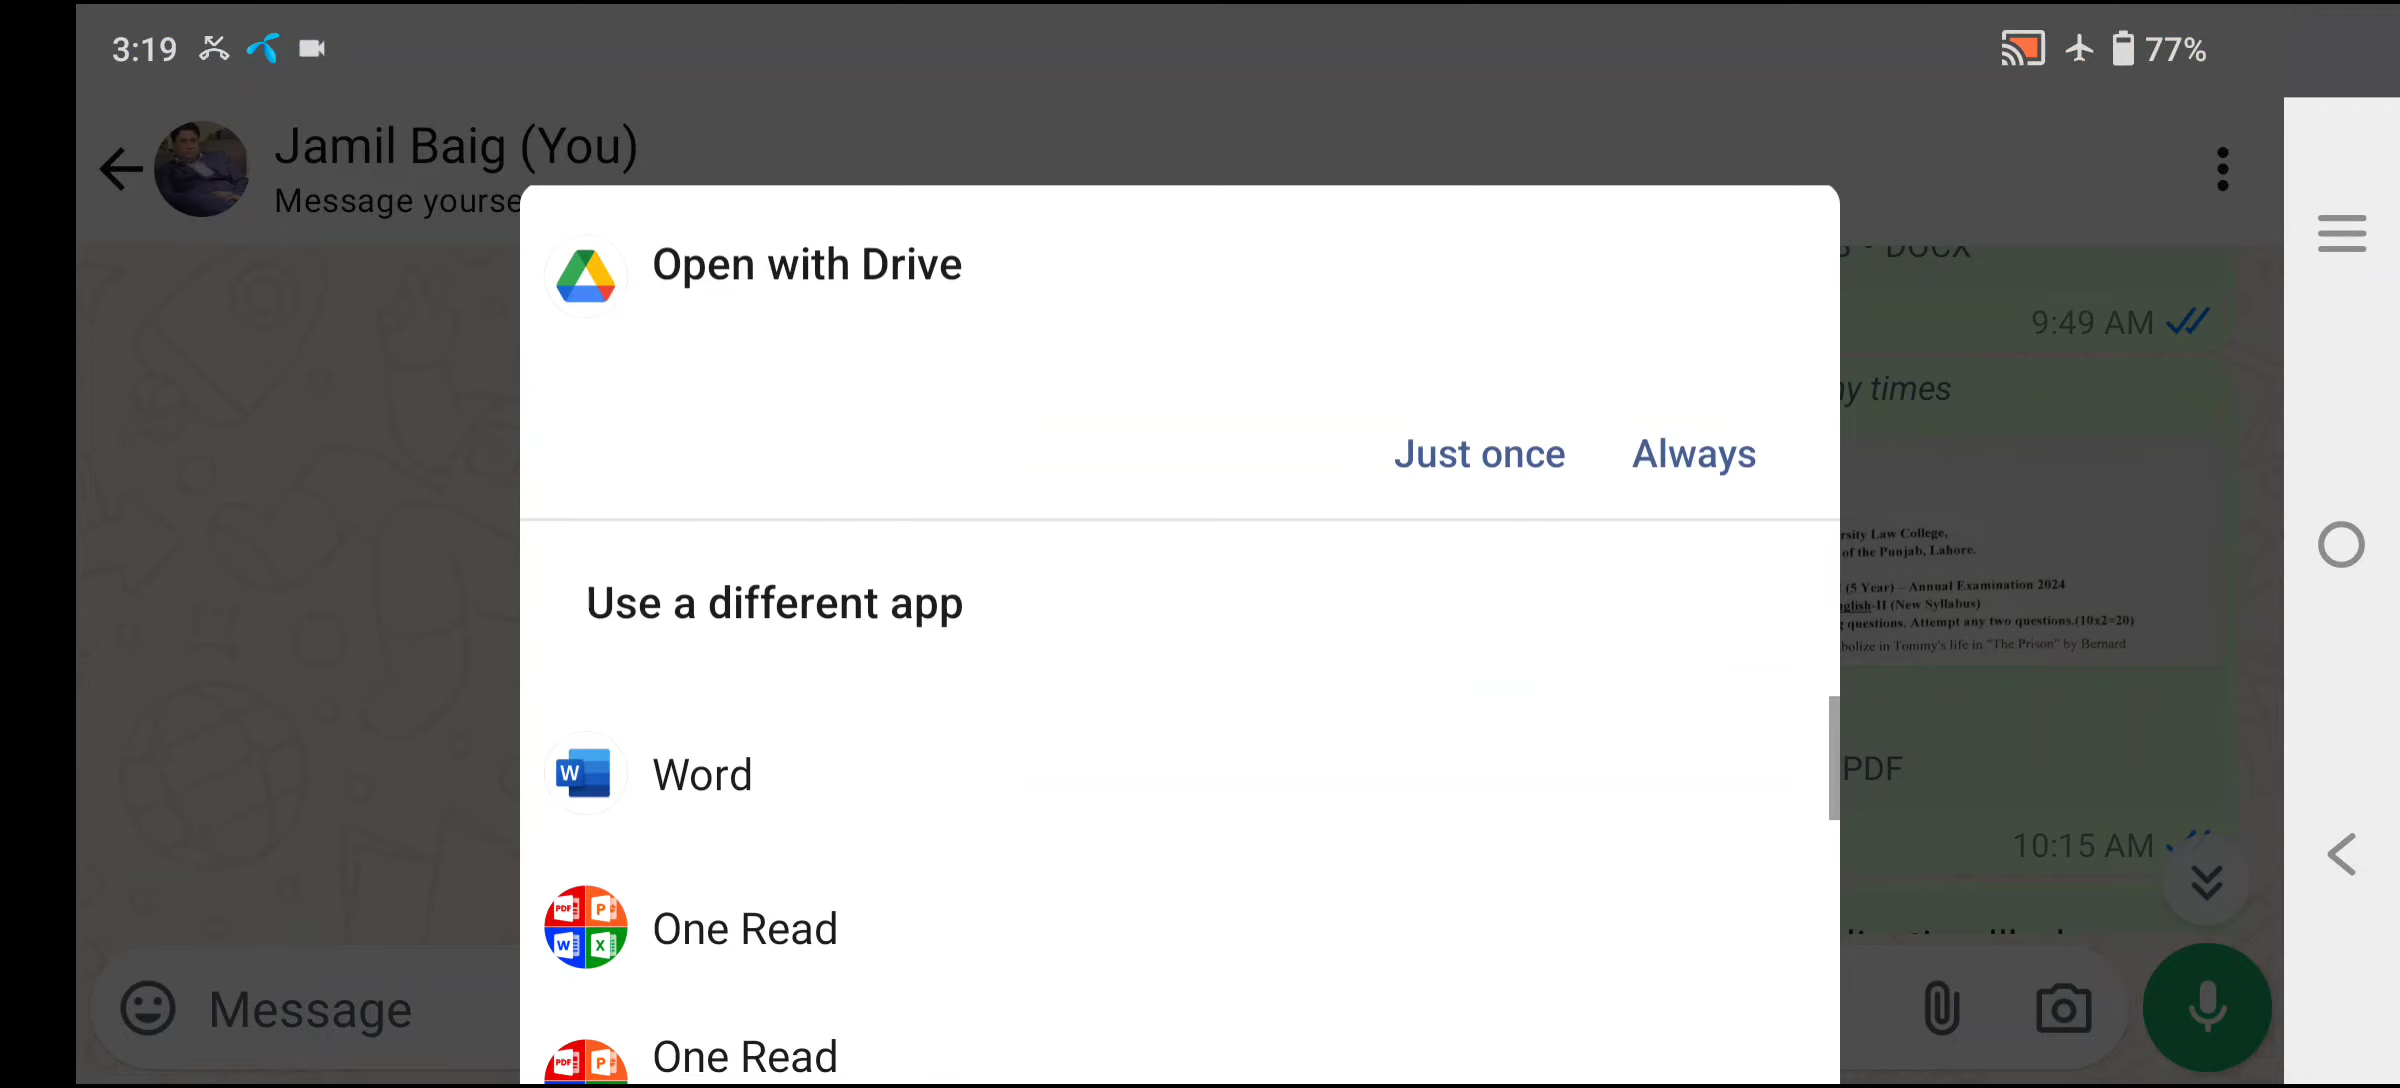 3:19
77%
Jamil Baig (You)
Message yourse
Open with Drive
Just once Always
Use a different app
Word
One Read
One Read
DOCX
9:49 AM
y times
rsity Law College,
of the Punjab, Lahore.
(5 Year) – Annual Examination 2024
glish-II (New Syllabus)
questions. Attempt any two questions.(10x2=20)
bolize in Tommy's life in "The Prison" by Bernard
PDF
10:15 AM
Message